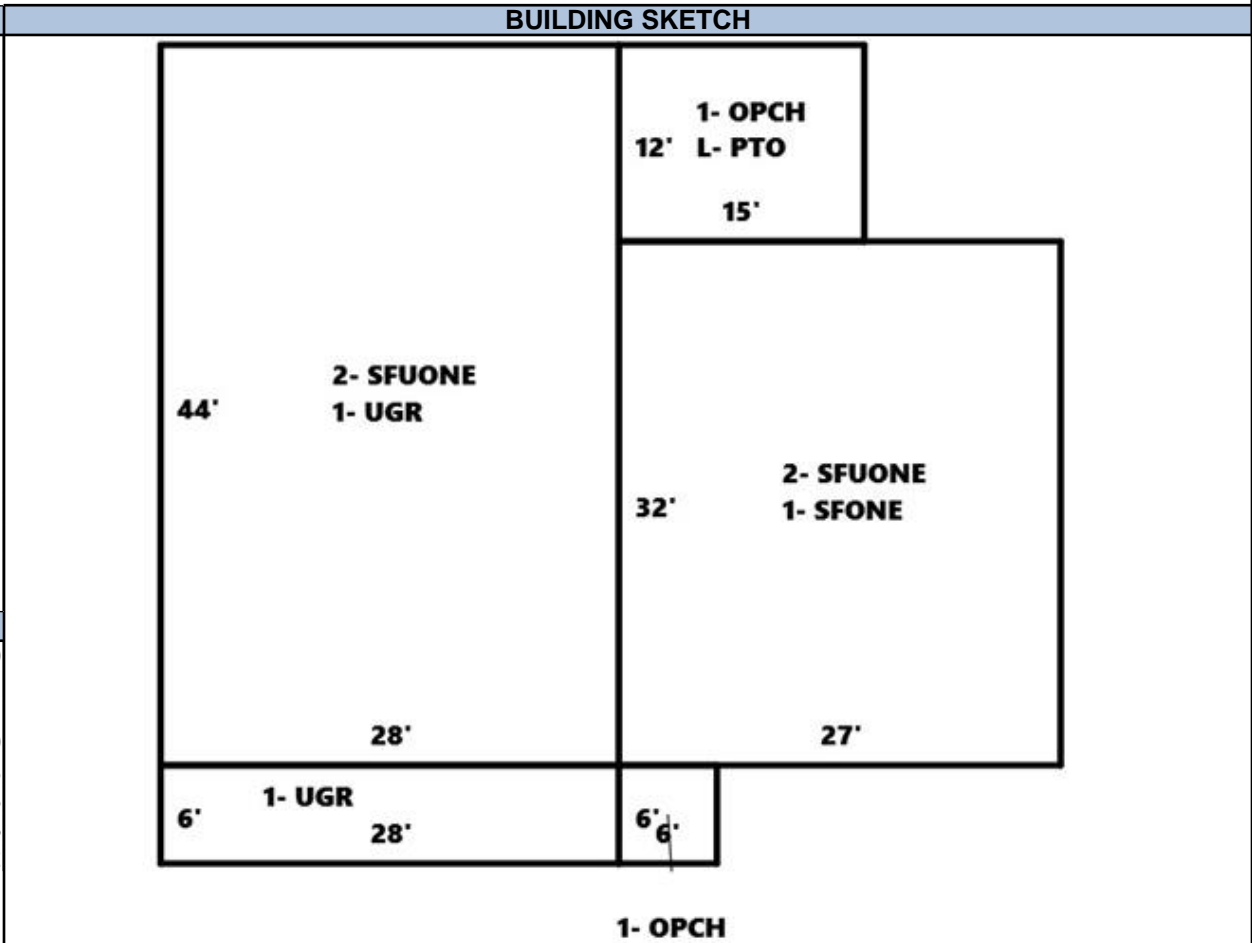 BUILDING SKETCH
1- OPCH
12' L- PTO
15'
2- SFUONE
44' 1- UGR
2- SFUONE
32' 1- SFONE
28'
27'
1- UGR
6'
28'
6'
6'
1- OPCH